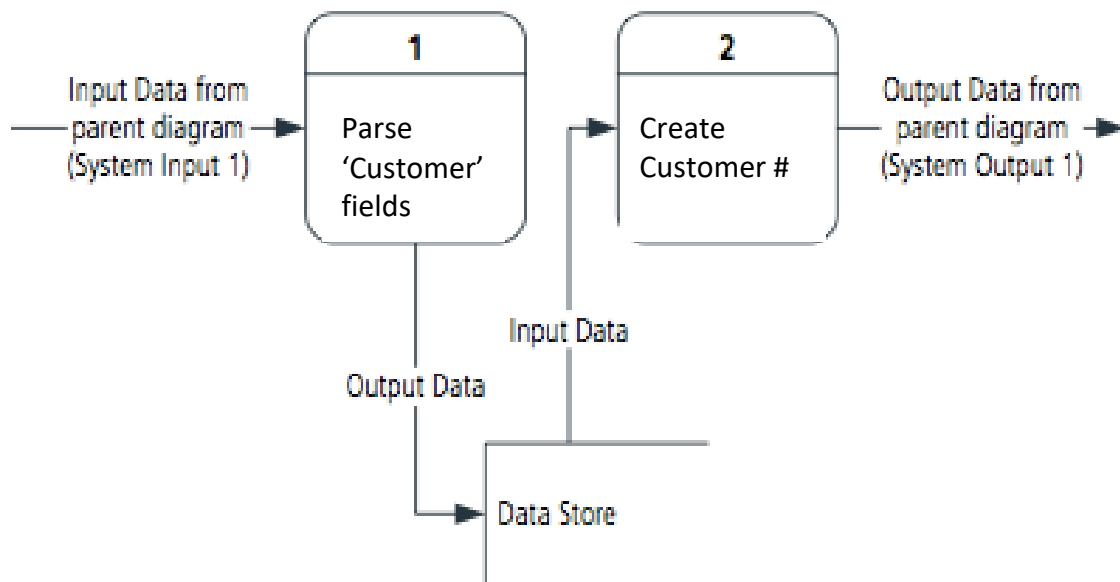 1
2
Input Data from
parent diagram
(System Input 1)
Parse
‘Customer’
fields
Create
Customer #
Output Data from
parent diagram
(System Output 1)
Input Data
Output Data
Data Store